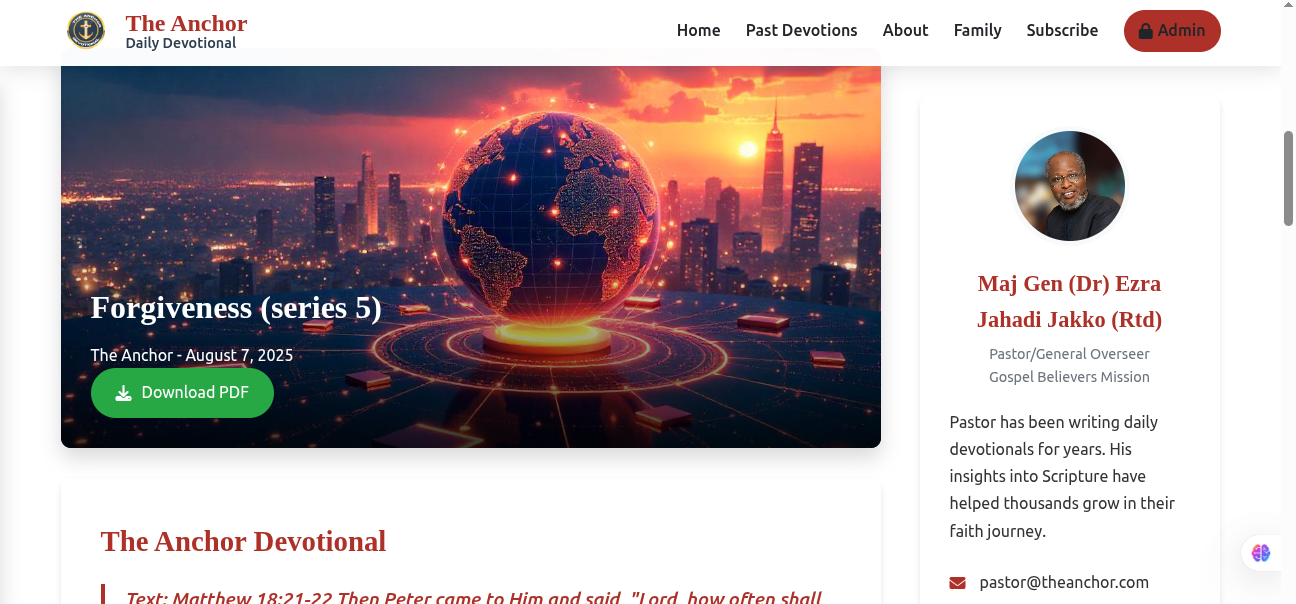 The Anchor
Daily Devotional
Home
Past Devotions
About
Family
Subscribe
Admin
Forgiveness (series 5)
The Anchor - August 7, 2025
Download PDF
The Anchor Devotional
Text: Matthew 18:21-22 Then Peter came to Him and said, "Lord, how often shall
Maj Gen (Dr) Ezra
Jahadi Jakko (Rtd)
Pastor/General Overseer
Gospel Believers Mission
Pastor has been writing daily
devotionals for years. His
insights into Scripture have
helped thousands grow in their
faith journey.
pastor@theanchor.com